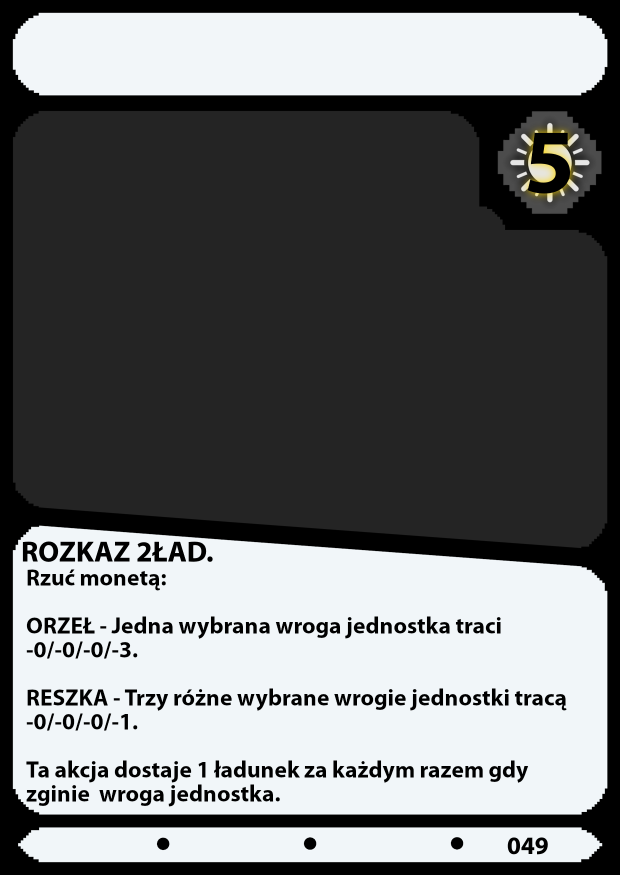 5
ROZKAZ 2ŁAD.
Rzuć monetą:
ORZEŁ - Jedna wybrana wroga jednostka traci
-0/-0/-0/-3.
RESZKA - Trzy różne wybrane wrogie jednostki tracą
-0/-0/-0/-1.
Ta akcja dostaje 1 ładunek za każdym razem gdy
zginie  wroga jednostka.
049